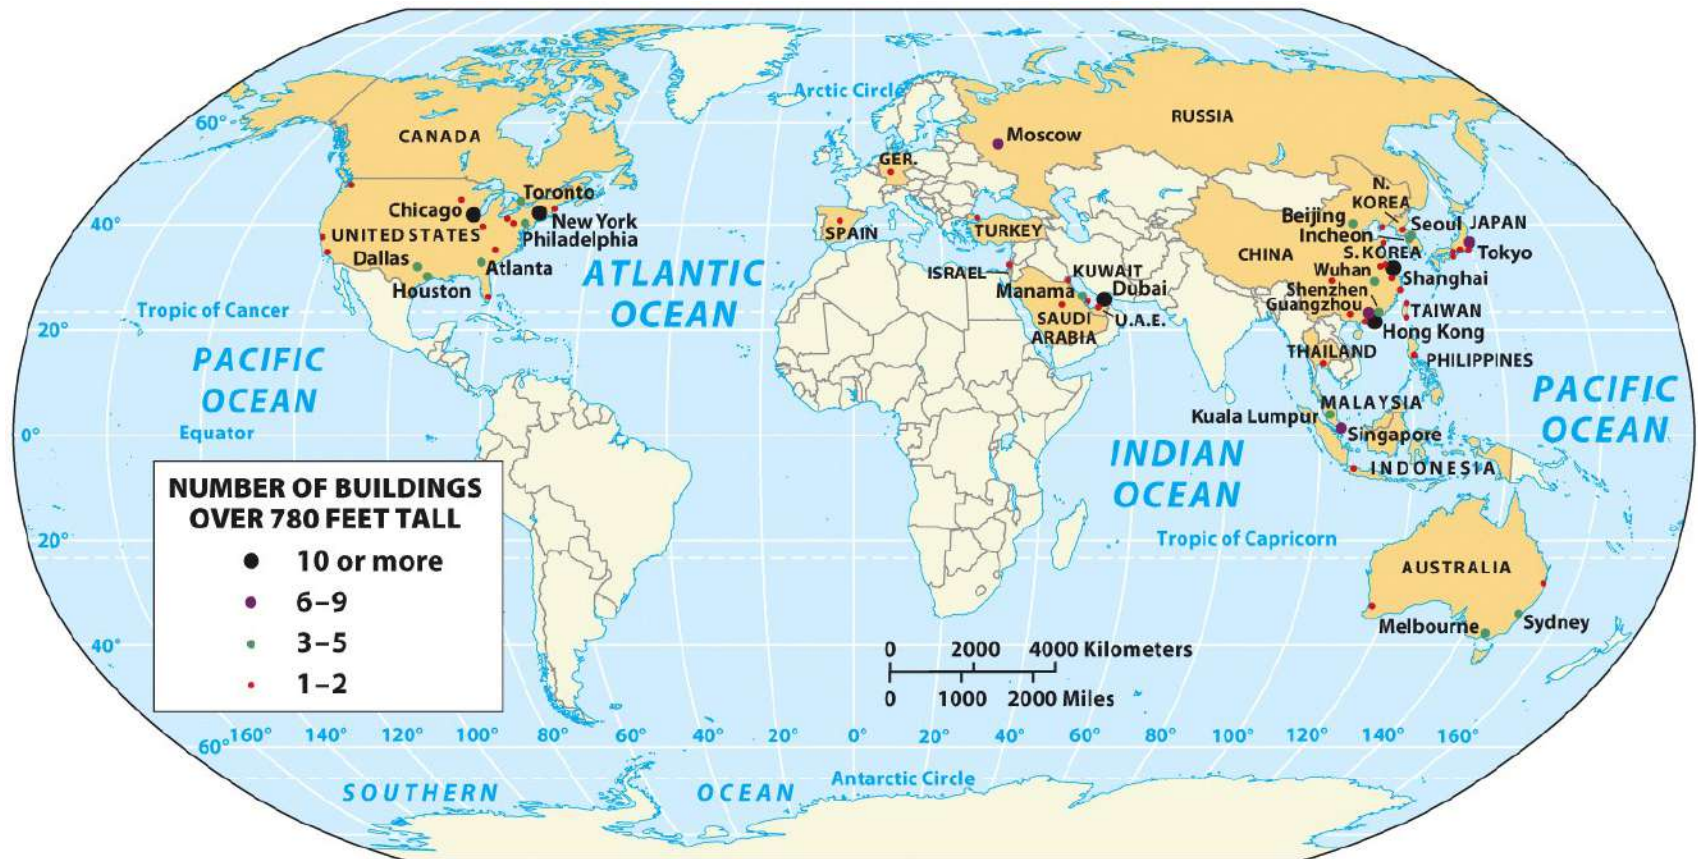 Arctic Circle
RUSSIA
60°
CANADA
Moscow
GER.
Toronto
Chicago
New York
40°
UNITED STATES
Philadelphia
Dallas
Atlanta
Houston
SPAIN
TURKEY
N.
KOREA
Beijing
Seoul
JAPAN
Incheon
CHINA
S. KOREA
Tokyo
ATLANTIC
OCEAN
ISRAEL
KUWAIT
Wuhan
Shanghai
Manama
Dubai
Shenzhen
Guangzhou
Tropic of Cancer
SAUDI
ARABIA
U.A.E.
TAIWAN
20°
Hong Kong
THAILAND
PHILIPPINES
PACIFIC
OCEAN
PACIFIC
OCEAN
MALAYSIA
Kuala Lumpur
Singapore
0°
Equator
INDIAN
OCEAN
INDONESIA
NUMBER OF BUILDINGS
OVER 780 FEET TALL
10 or more
6–9
3–5
1–2
20°
Tropic of Capricorn
AUSTRALIA
Melbourne
Sydney
40°
0 2000 4000 Kilometers
0 1000 2000 Miles
60° 160° 140° 120° 100° 80° 60° 40° 20° 0° 20° 40° 60° 80° 100° 120° 140° 160°
Antarctic Circle
SOUTHERN OCEAN